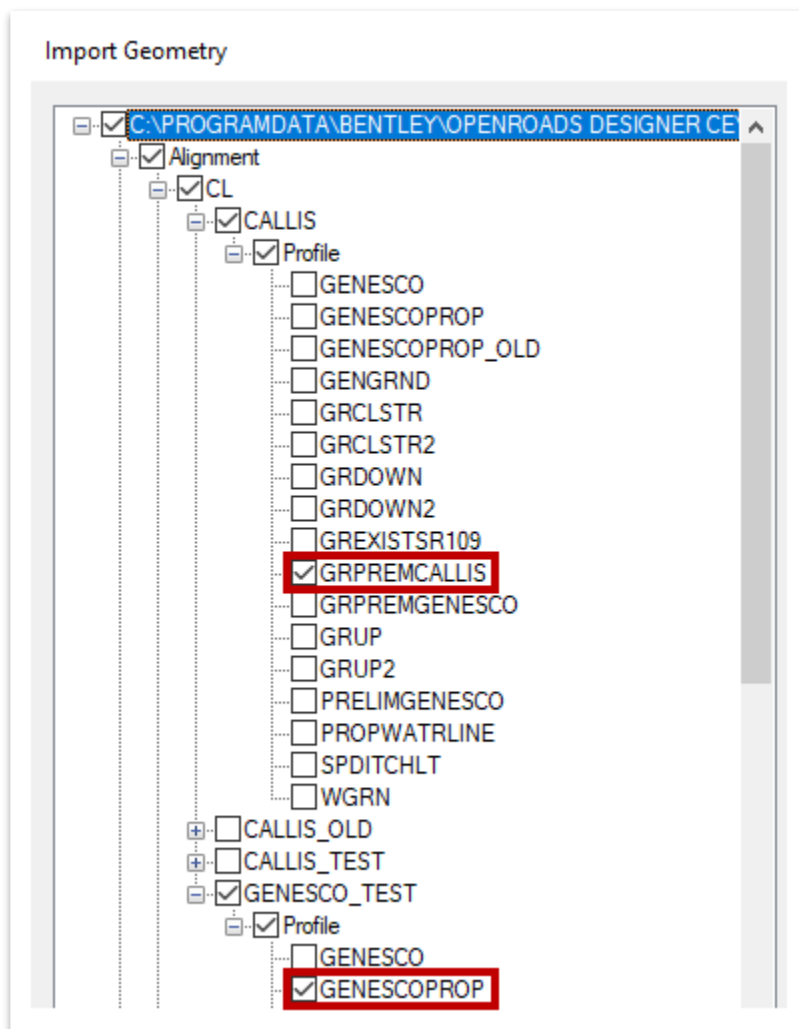 Import Geometry
C:\PROGRAMDATA\BENTLEY\OPENROADS DESIGNER CE
Alignment
CL
CALLIS
Profile
GENESCO
GENESCOPROP
GENESCOPROP_OLD
GENGRND
GRCLSTR
GRCLSTR2
GRDOWN
GRDOWN2
GREXISTSR109
GRPREMCALLIS
GRPREMGENESCO
GRUP
GRUP2
PRELIMGENESCO
PROPWATRLINE
SPDITCHLT
WGRN
CALLIS_OLD
CALLIS_TEST
GENESCO_TEST
Profile
GENESCO
GENESCOPROP